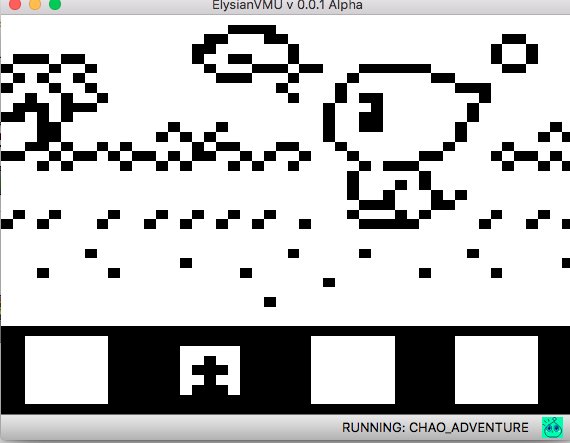 ElysianVMU v 0.0.1 Alpha
RUNNING: CHAO_ADVENTURE